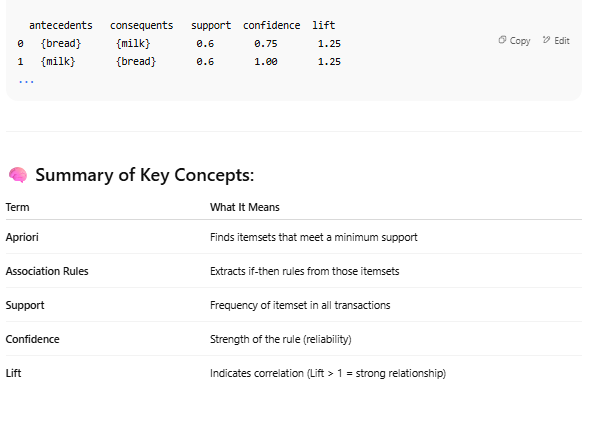 antecedents consequents support confidence lift
0 {bread} {milk} 0.6 0.75 1.25
1 {milk} {bread} 0.6 1.00 1.25
...
Copy Edit
Summary of Key Concepts:
Term What It Means
Apriori Finds itemsets that meet a minimum support
Association Rules Extracts if-then rules from those itemsets
Support Frequency of itemset in all transactions
Confidence Strength of the rule (reliability)
Lift Indicates correlation (Lift > 1 = strong relationship)